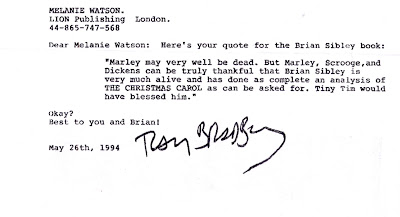 MELANIE WATSON.
LION Publishing London.
44-865-747-568
Dear Melanie Watson: Here's your quote for the Brian Sibley book:
"Marley may very well be dead. But Marley, Scrooge,and
Dickens can be truly thankful that Brian Sibley is
very much alive and has done as complete an analysis of
THE CHRISTMAS CAROL as can be asked for. Tiny Tim would
have blessed him."
Okay?
Best to you and Brian!
Ray Bradbury
May 26th, 1994